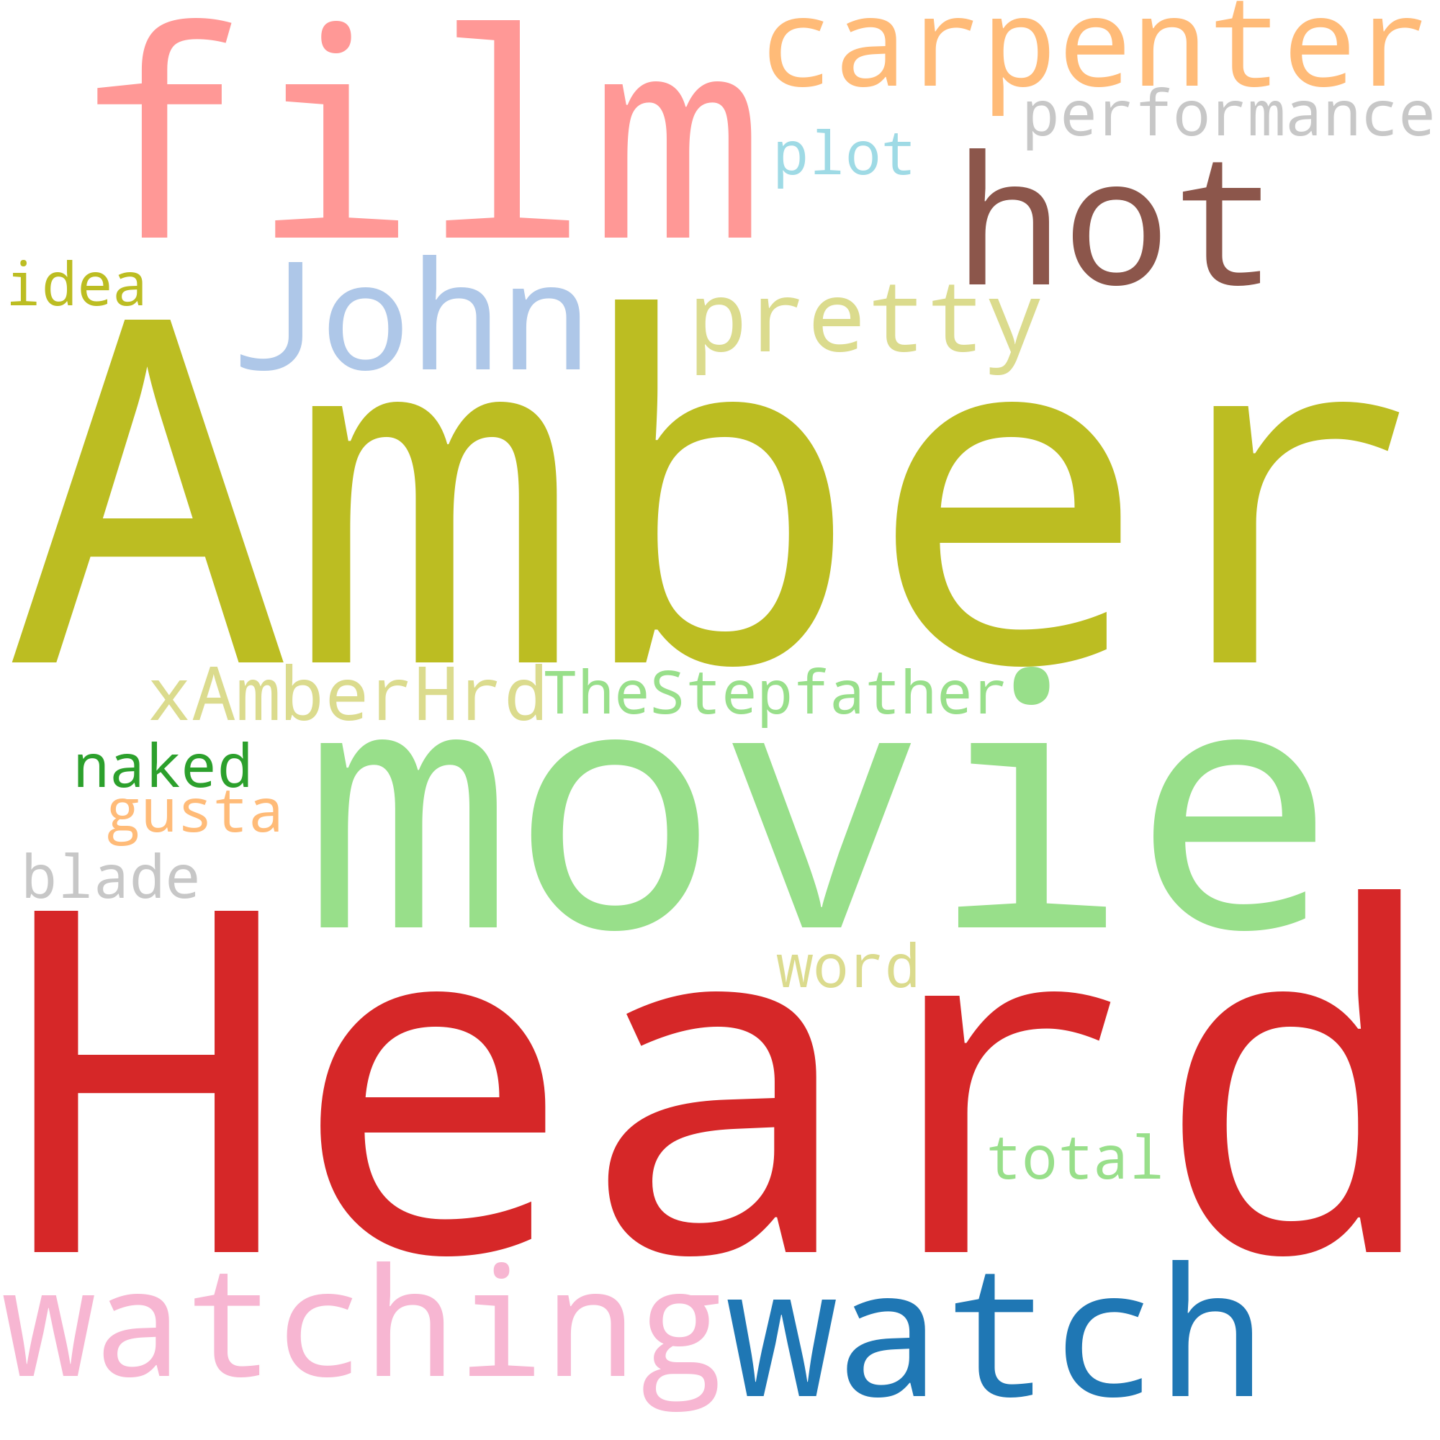 film
carpenter
performance
plot
hot
idea
John
pretty
Amber
xAmberHrd
TheStepfather
naked
movie
gusta
blade
word
Heard
total
watching
watch